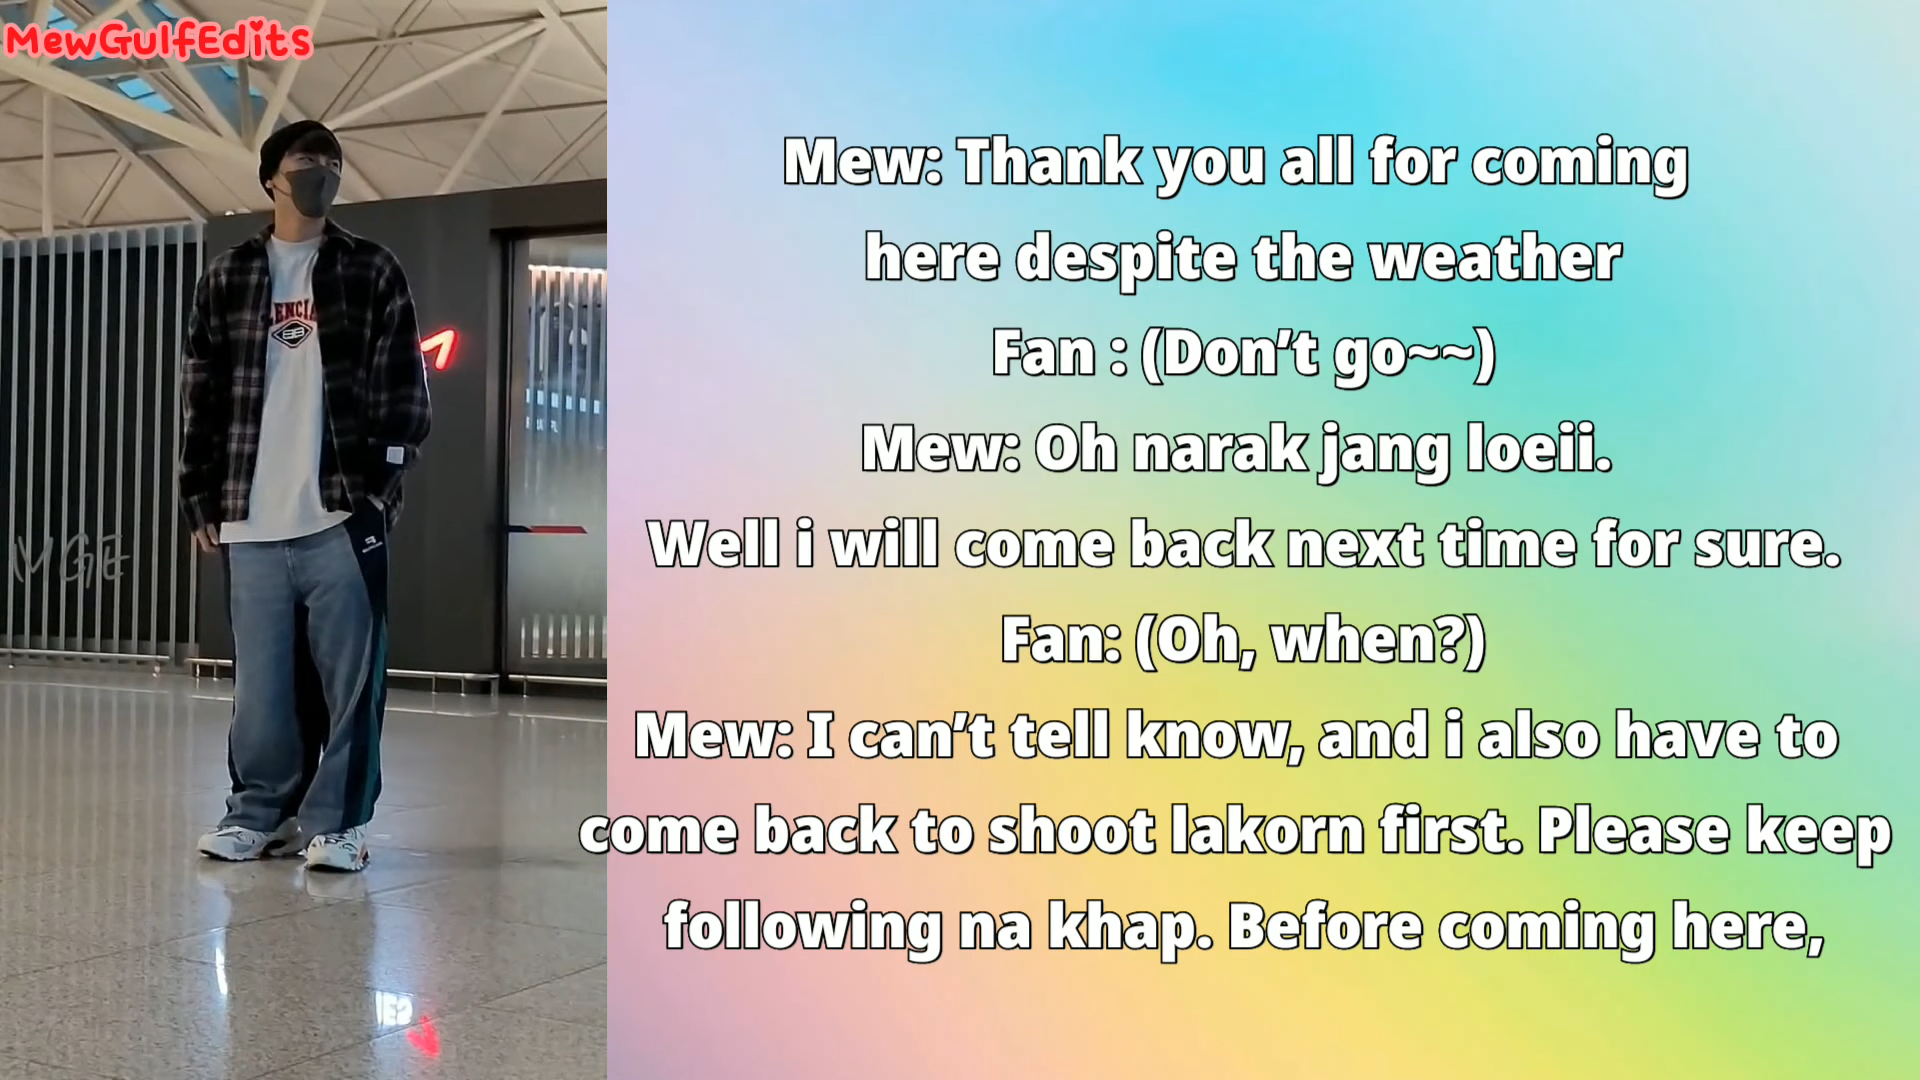 MewGulfEdits
Mew: Thank you all for coming
here despite the weather
Fan : (Don’t go~~)
Mew: Oh narak jang loeii.
Well i will come back next time for sure.
Fan: (Oh, when?)
Mew: I can’t tell know, and i also have to
come back to shoot lakorn first. Please keep
following na khap. Before coming here,